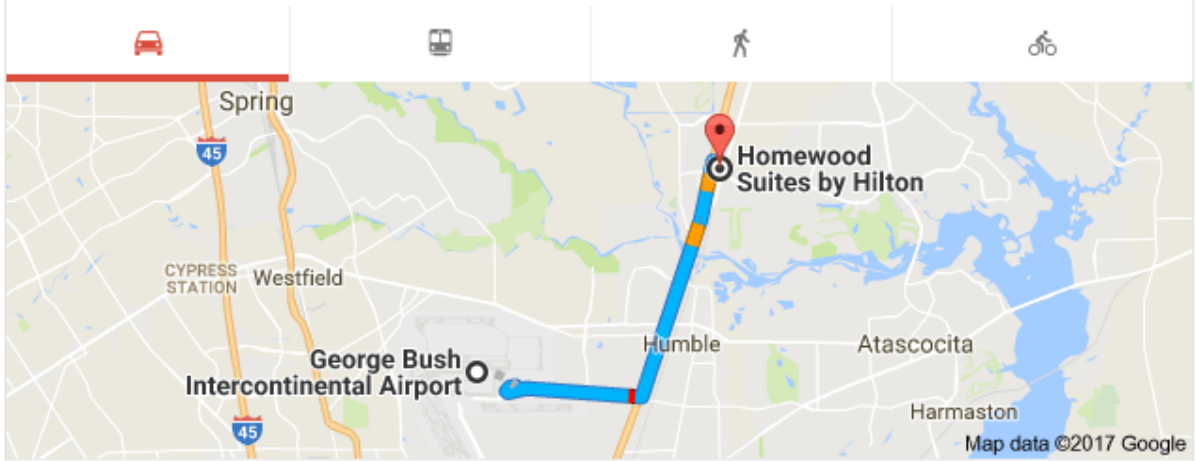 Spring
45
Homewood
Suites by Hilton
CYPRESS
STATION
Westfield
George Bush
Intercontinental Airport
Humble
Atascocita
Harmaston
45
Map data ©2017 Google